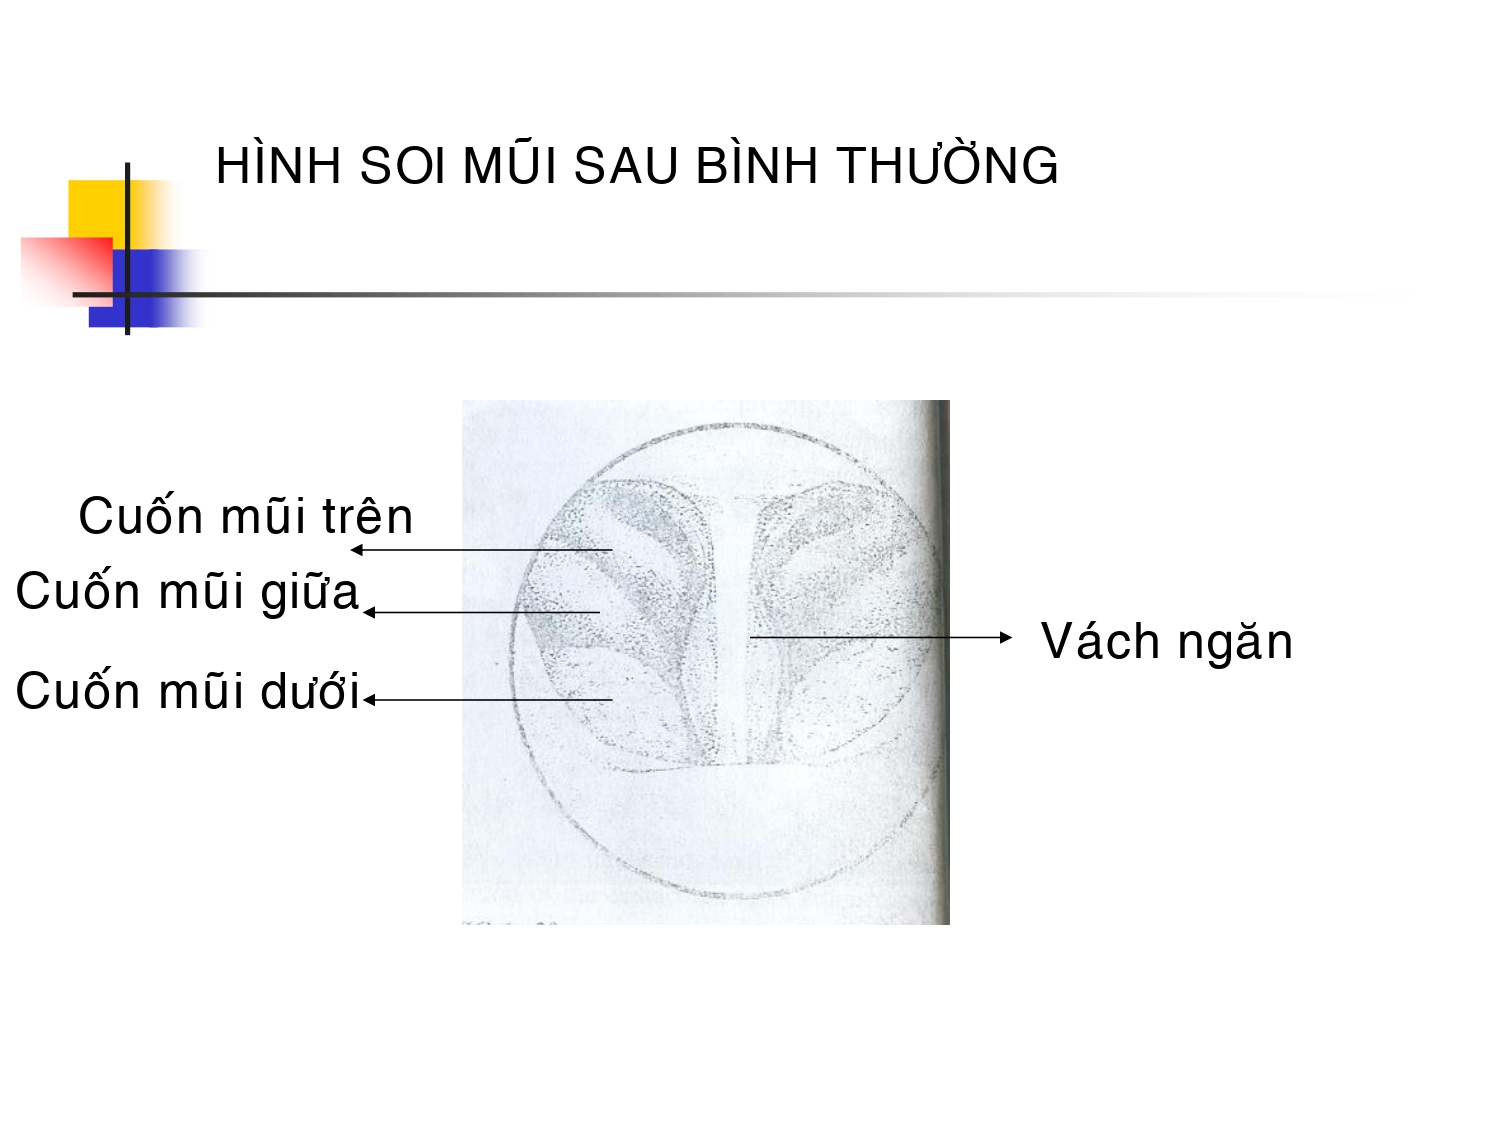 HÌNH SOI MŨI SAU BÌNH THƯỜNG
Cuốn mũi trên
Cuốn mũi giữa
Vách ngăn
Cuốn mũi dưới